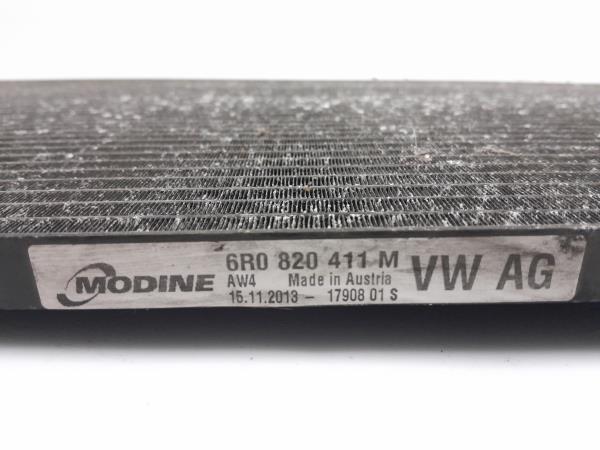 MODINE
6R0 820 411 M
AW4 Made in Austria
15.11.2013 - 17908 01 S
VW AG